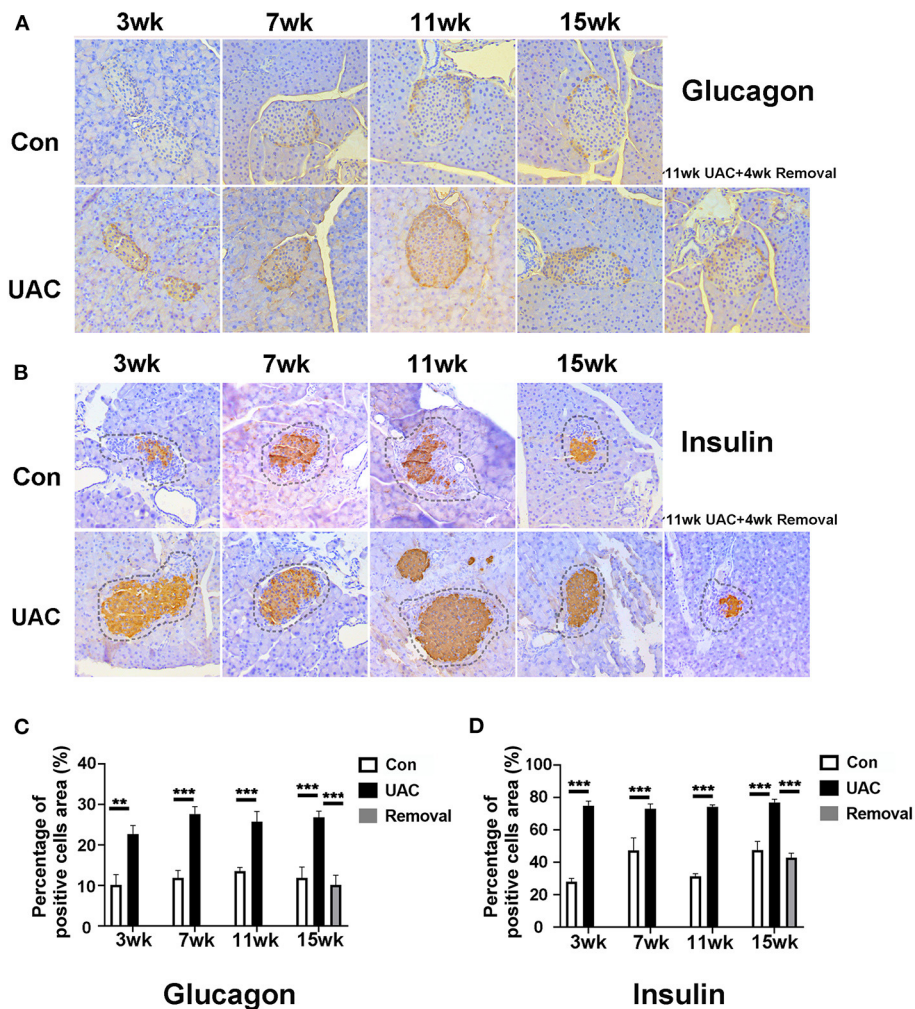 A
3wk 7wk 11wk 15wk
Glucagon
Con
11wk UAC+4wk Removal
UAC
B
3wk 7wk 11wk 15wk
Insulin
Con
11wk UAC+4wk Removal
UAC
C
Percentage of
positive cells area (%)
40
30
20
10
0
** *** *** *** ***
3wk 7wk 11wk 15wk
Con
UAC
Removal
Glucagon
D
Percentage of
positive cells area (%)
100
80
60
40
20
0
*** *** *** *** ***
3wk 7wk 11wk 15wk
Con
UAC
Removal
Insulin